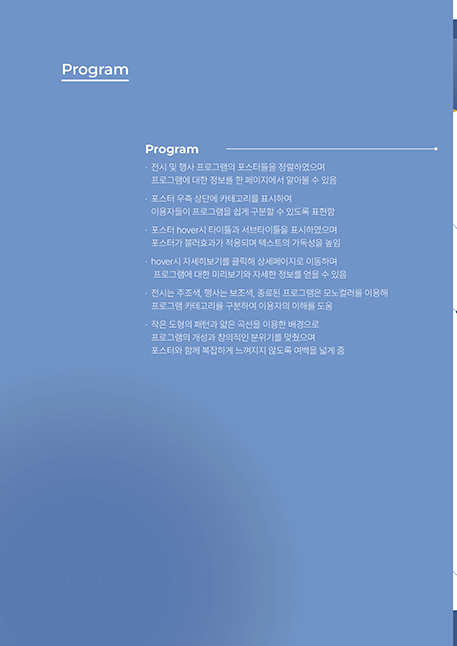 Program
Program
· 전시 및 행사 프로그램의 포스터들을 정렬하였으며
프로그램에 대한 정보를 한 페이지에서 알아볼 수 있음
· 포스터 우측 상단에 카테고리를 표시하여
이용자들이 프로그램을 쉽게 구분할 수 있도록 표현함
· 포스터 hover시 타이틀과 서브타이틀을 표시하였으며
포스터가 블러효과가 적용되며 텍스트의 가독성을 높임
· hover시 자세히보기를 클릭해 상세페이지로 이동하며
프로그램에 대한 미리보기와 자세한 정보를 얻을 수 있음
· 전시는 주조색, 행사는 보조색, 종료된 프로그램은 모노컬러를 이용해
프로그램 카테고리를 구분하여 이용자의 이해를 도움
· 작은 도형의 패턴과 얇은 곡선을 이용한 배경으로
프로그램의 개성과 창의적인 분위기를 맞췄으며
포스터와 함께 복잡하게 느껴지지 않도록 여백을 넓게 줌